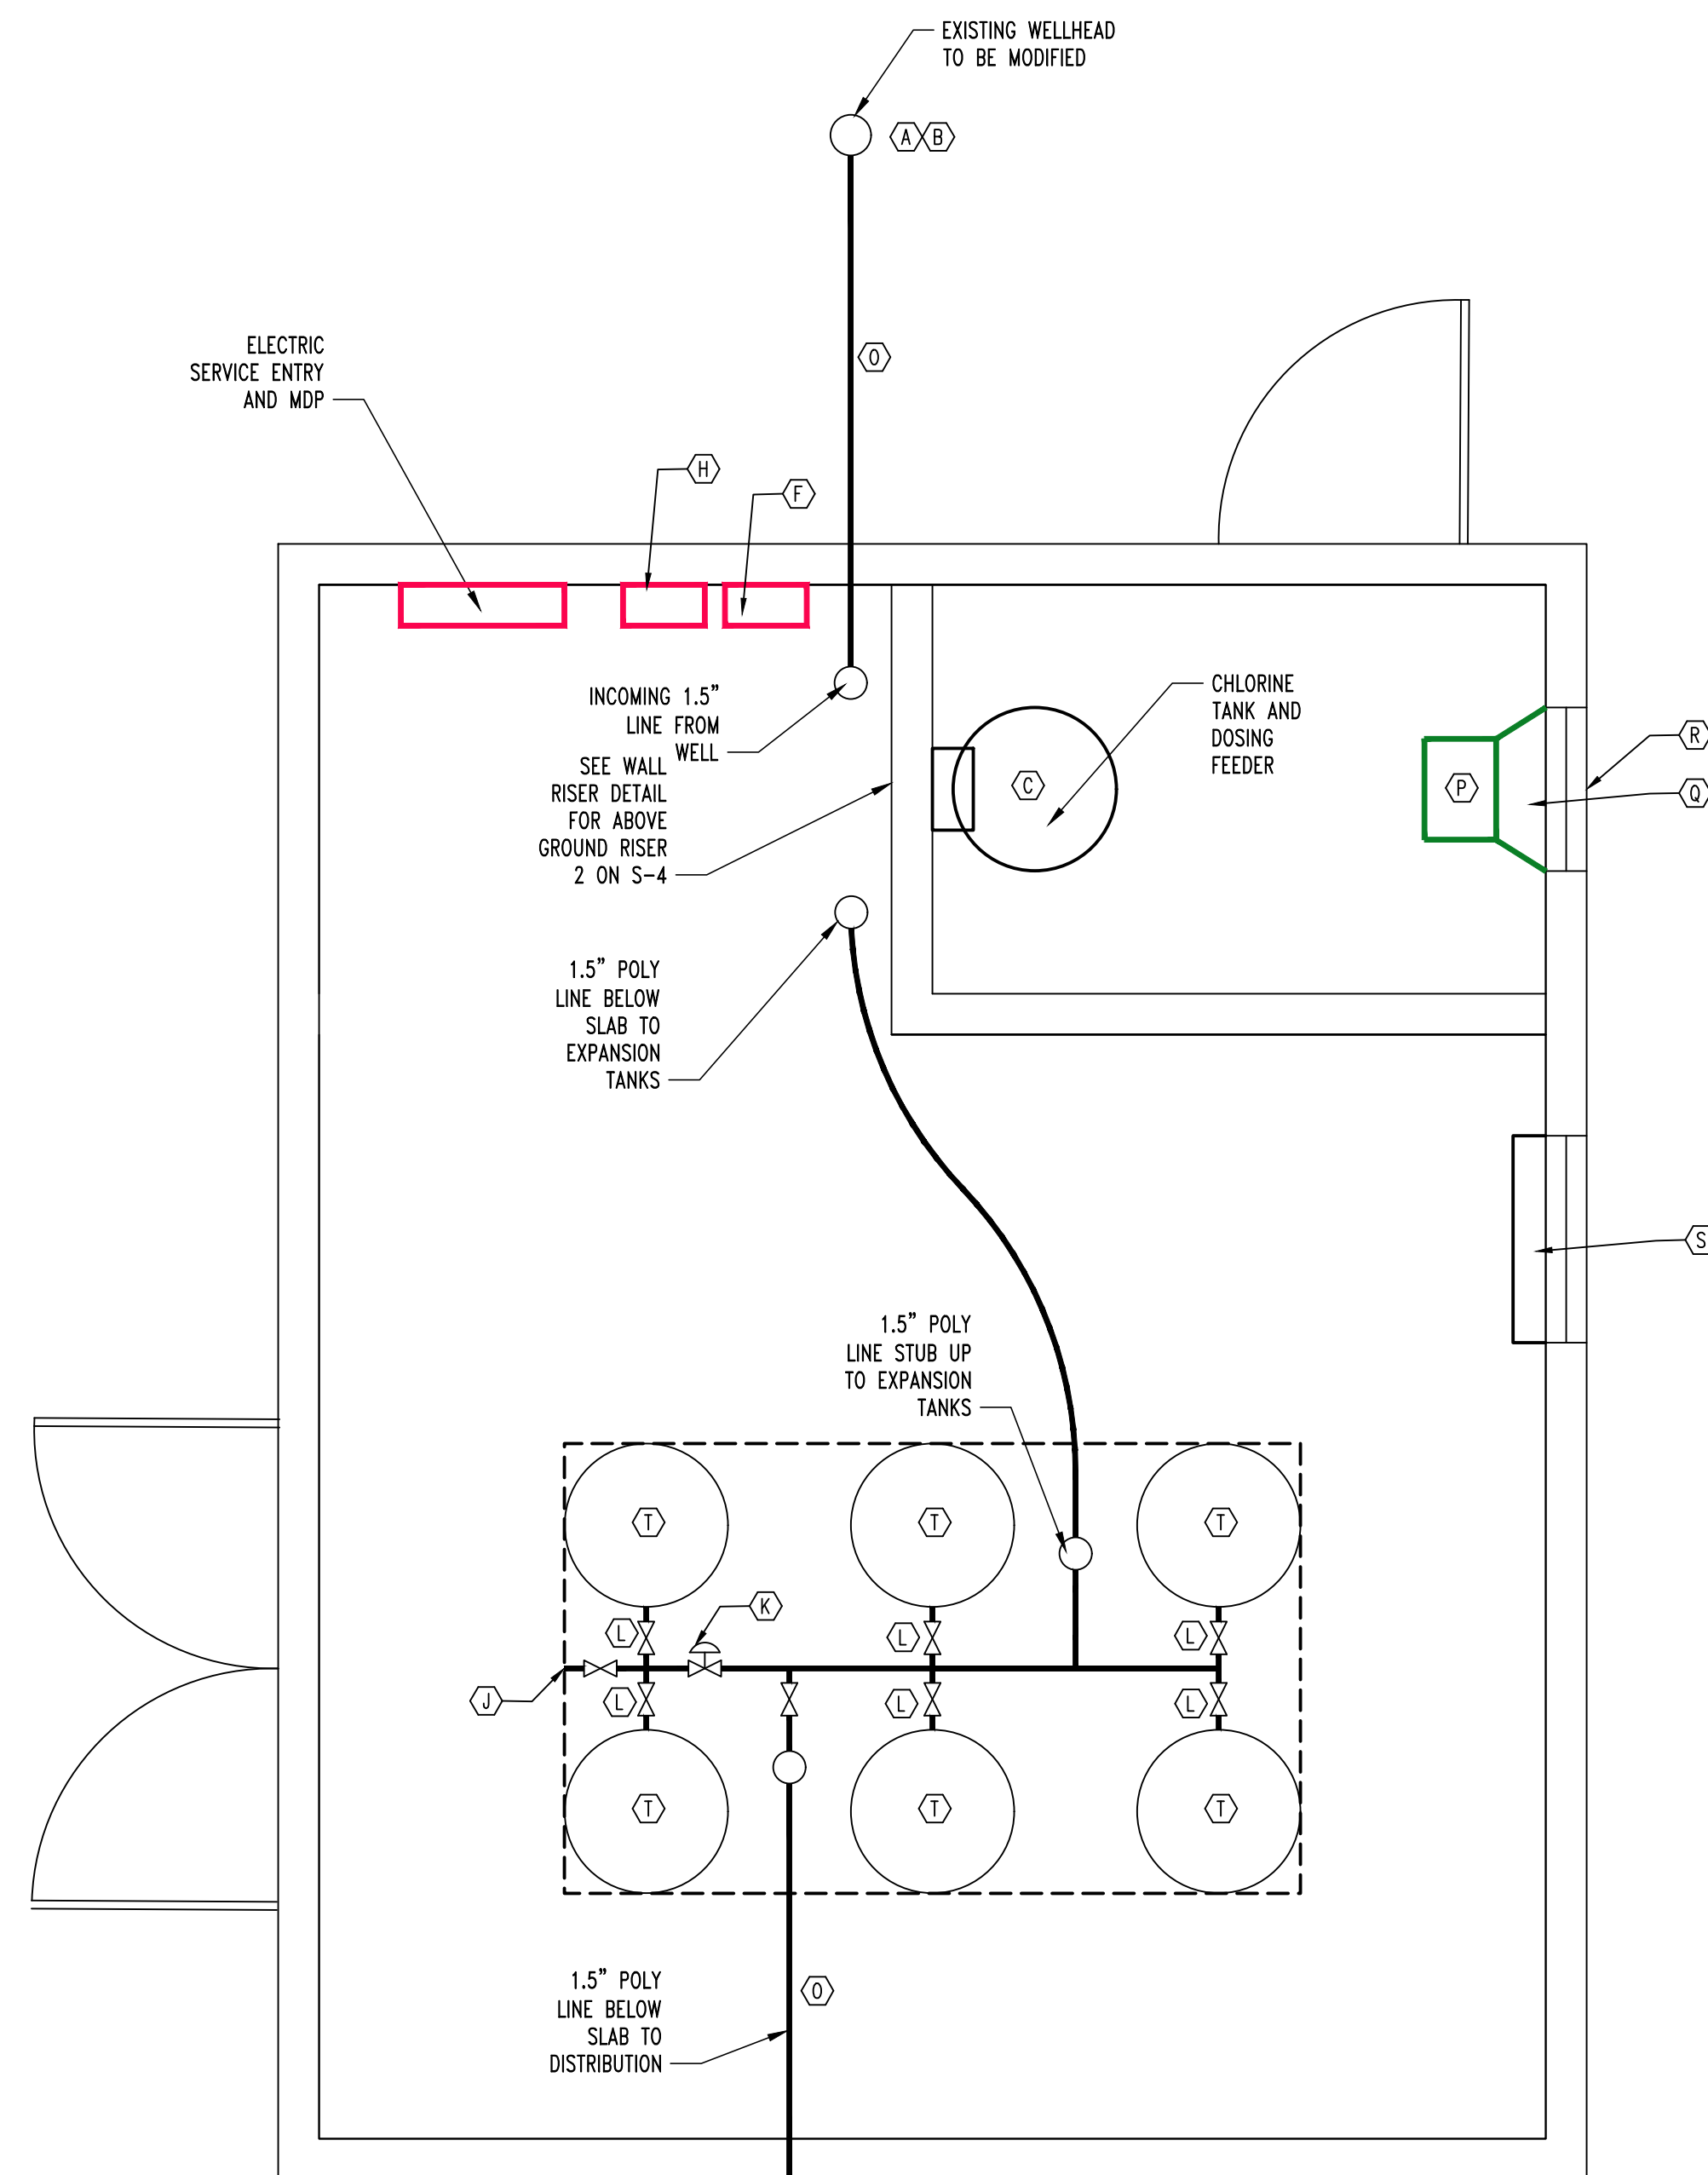 EXISTING WELLHEAD
TO BE MODIFIED
A B
O
ELECTRIC
SERVICE ENTRY
AND MDP
H
F
INCOMING 1.5"
LINE FROM
WELL
SEE WALL
RISER DETAIL
FOR ABOVE
GROUND RISER
2 ON S-4
CHLORINE
TANK AND
DOSING
FEEDER
C
P
R
Q
1.5" POLY
LINE BELOW
SLAB TO
EXPANSION
TANKS
S
1.5" POLY
LINE STUB UP
TO EXPANSION
TANKS
T T T
K
L L L
J
L L L
T T T
O
1.5" POLY
LINE BELOW
SLAB TO
DISTRIBUTION